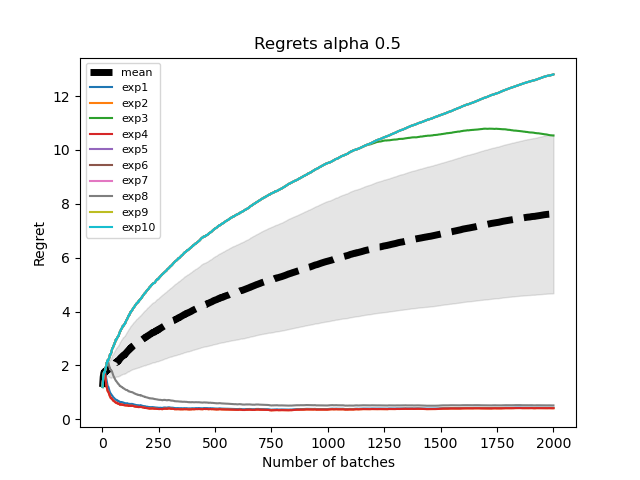 Regrets alpha 0.5
Regret
12
10
8
6
4
2
0
mean
exp1
exp2
exp3
exp4
exp5
exp6
exp7
exp8
exp9
exp10
0 250 500 750 1000 1250 1500 1750 2000
Number of batches